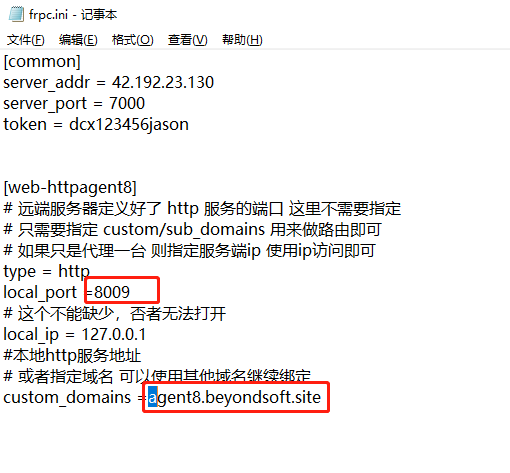 frpc.ini - 记事本
文件(F) 编辑(E) 格式(O) 查看(V) 帮助(H)
[common]
server_addr = 42.192.23.130
server_port = 7000
token = dcx123456jason
[web-httpagent8]
# 远端服务器定义好了 http 服务的端口 这里不需要指定
# 只需要指定 custom/sub_domains 用来做路由即可
# 如果只是代理一台 则指定服务端ip 使用ip访问即可
type = http
local_port =8009
# 这个不能缺少，否者无法打开
local_ip = 127.0.0.1
#本地http服务地址
# 或者指定域名 可以使用其他域名继续绑定
custom_domains =agent8.beyondsoft.site